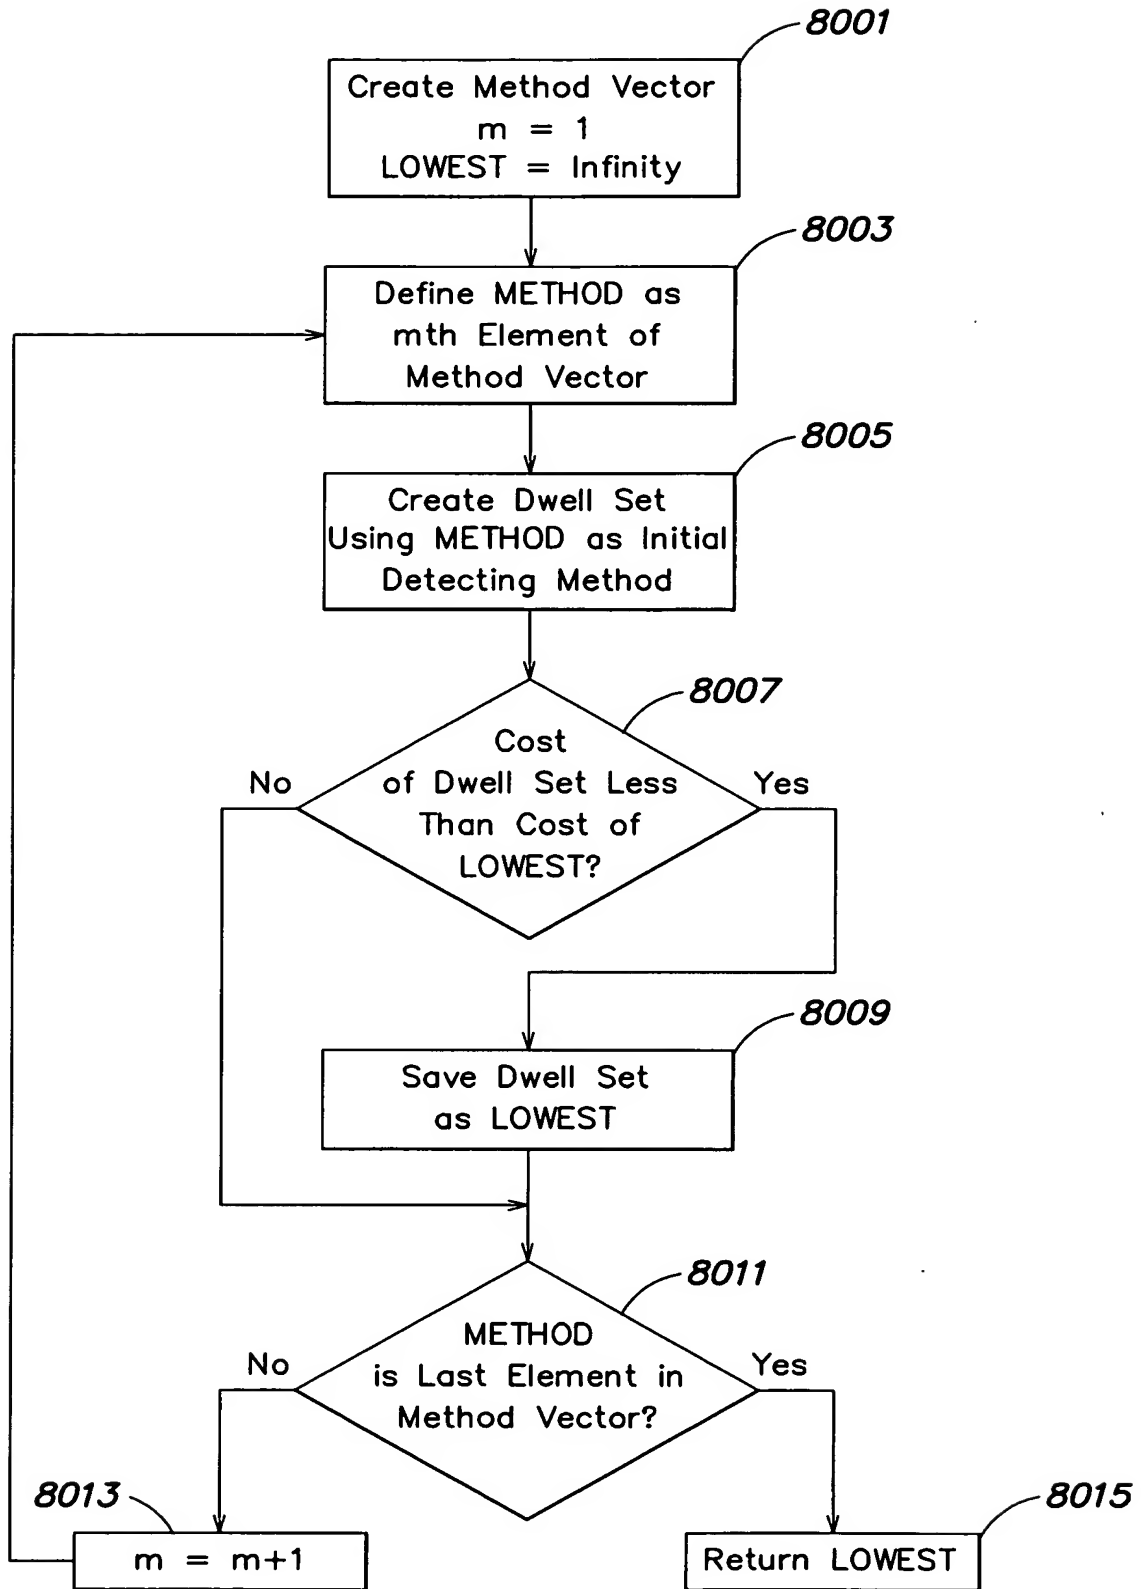 8001
Create Method Vector
m = 1
LOWEST = Infinity
8003
Define METHOD as
mth Element of
Method Vector
8005
Create Dwell Set
Using METHOD as Initial
Detecting Method
8007
Cost
of Dwell Set Less
Than Cost of
LOWEST?
No
Yes
8009
Save Dwell Set
as LOWEST
8011
METHOD
is Last Element in
Method Vector?
No
Yes
8013
m = m+1
8015
Return LOWEST